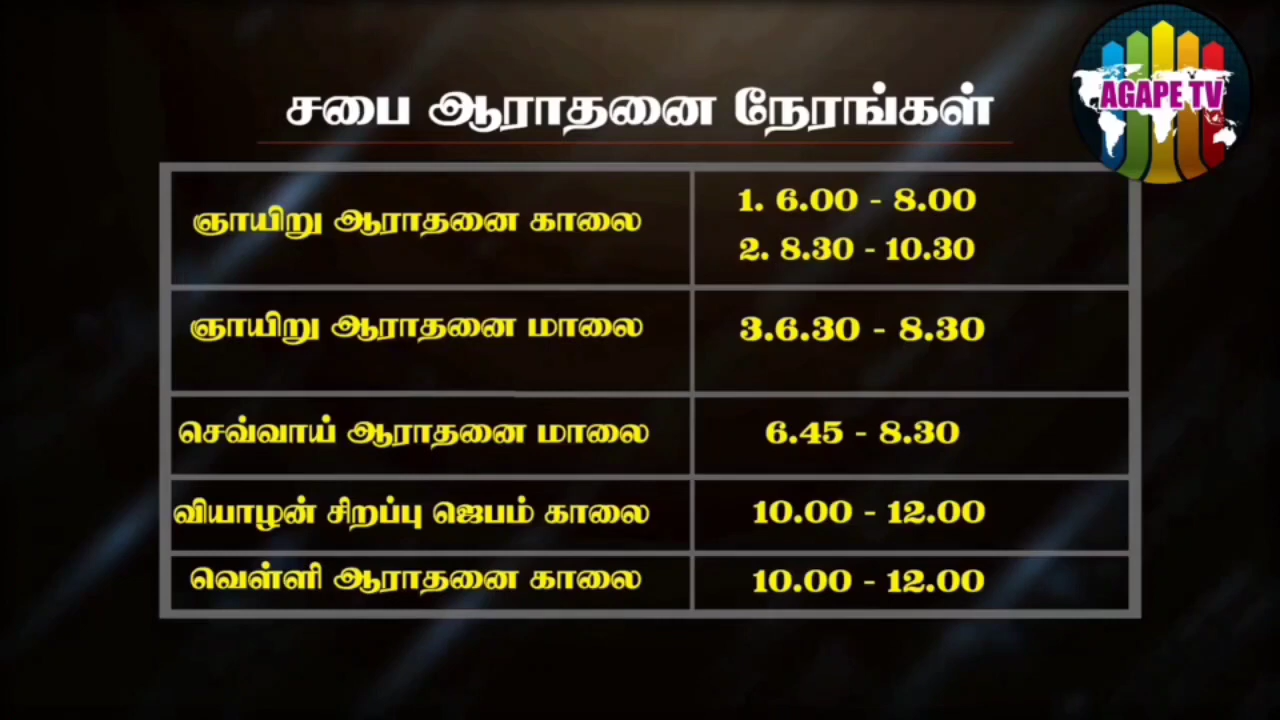 AGAPE TV
சபை ஆராதனை நேரங்கள்
ஞாயிறு ஆராதனை காலை
1. 6.00 - 8.00
2. 8.30 - 10.30
ஞாயிறு ஆராதனை மாலை
3.6.30 - 8.30
செவ்வாய் ஆராதனை மாலை
6.45 - 8.30
வியாழன் சிறப்பு ஜெபம் காலை
10.00 - 12.00
வெள்ளி ஆராதனை காலை
10.00 - 12.00